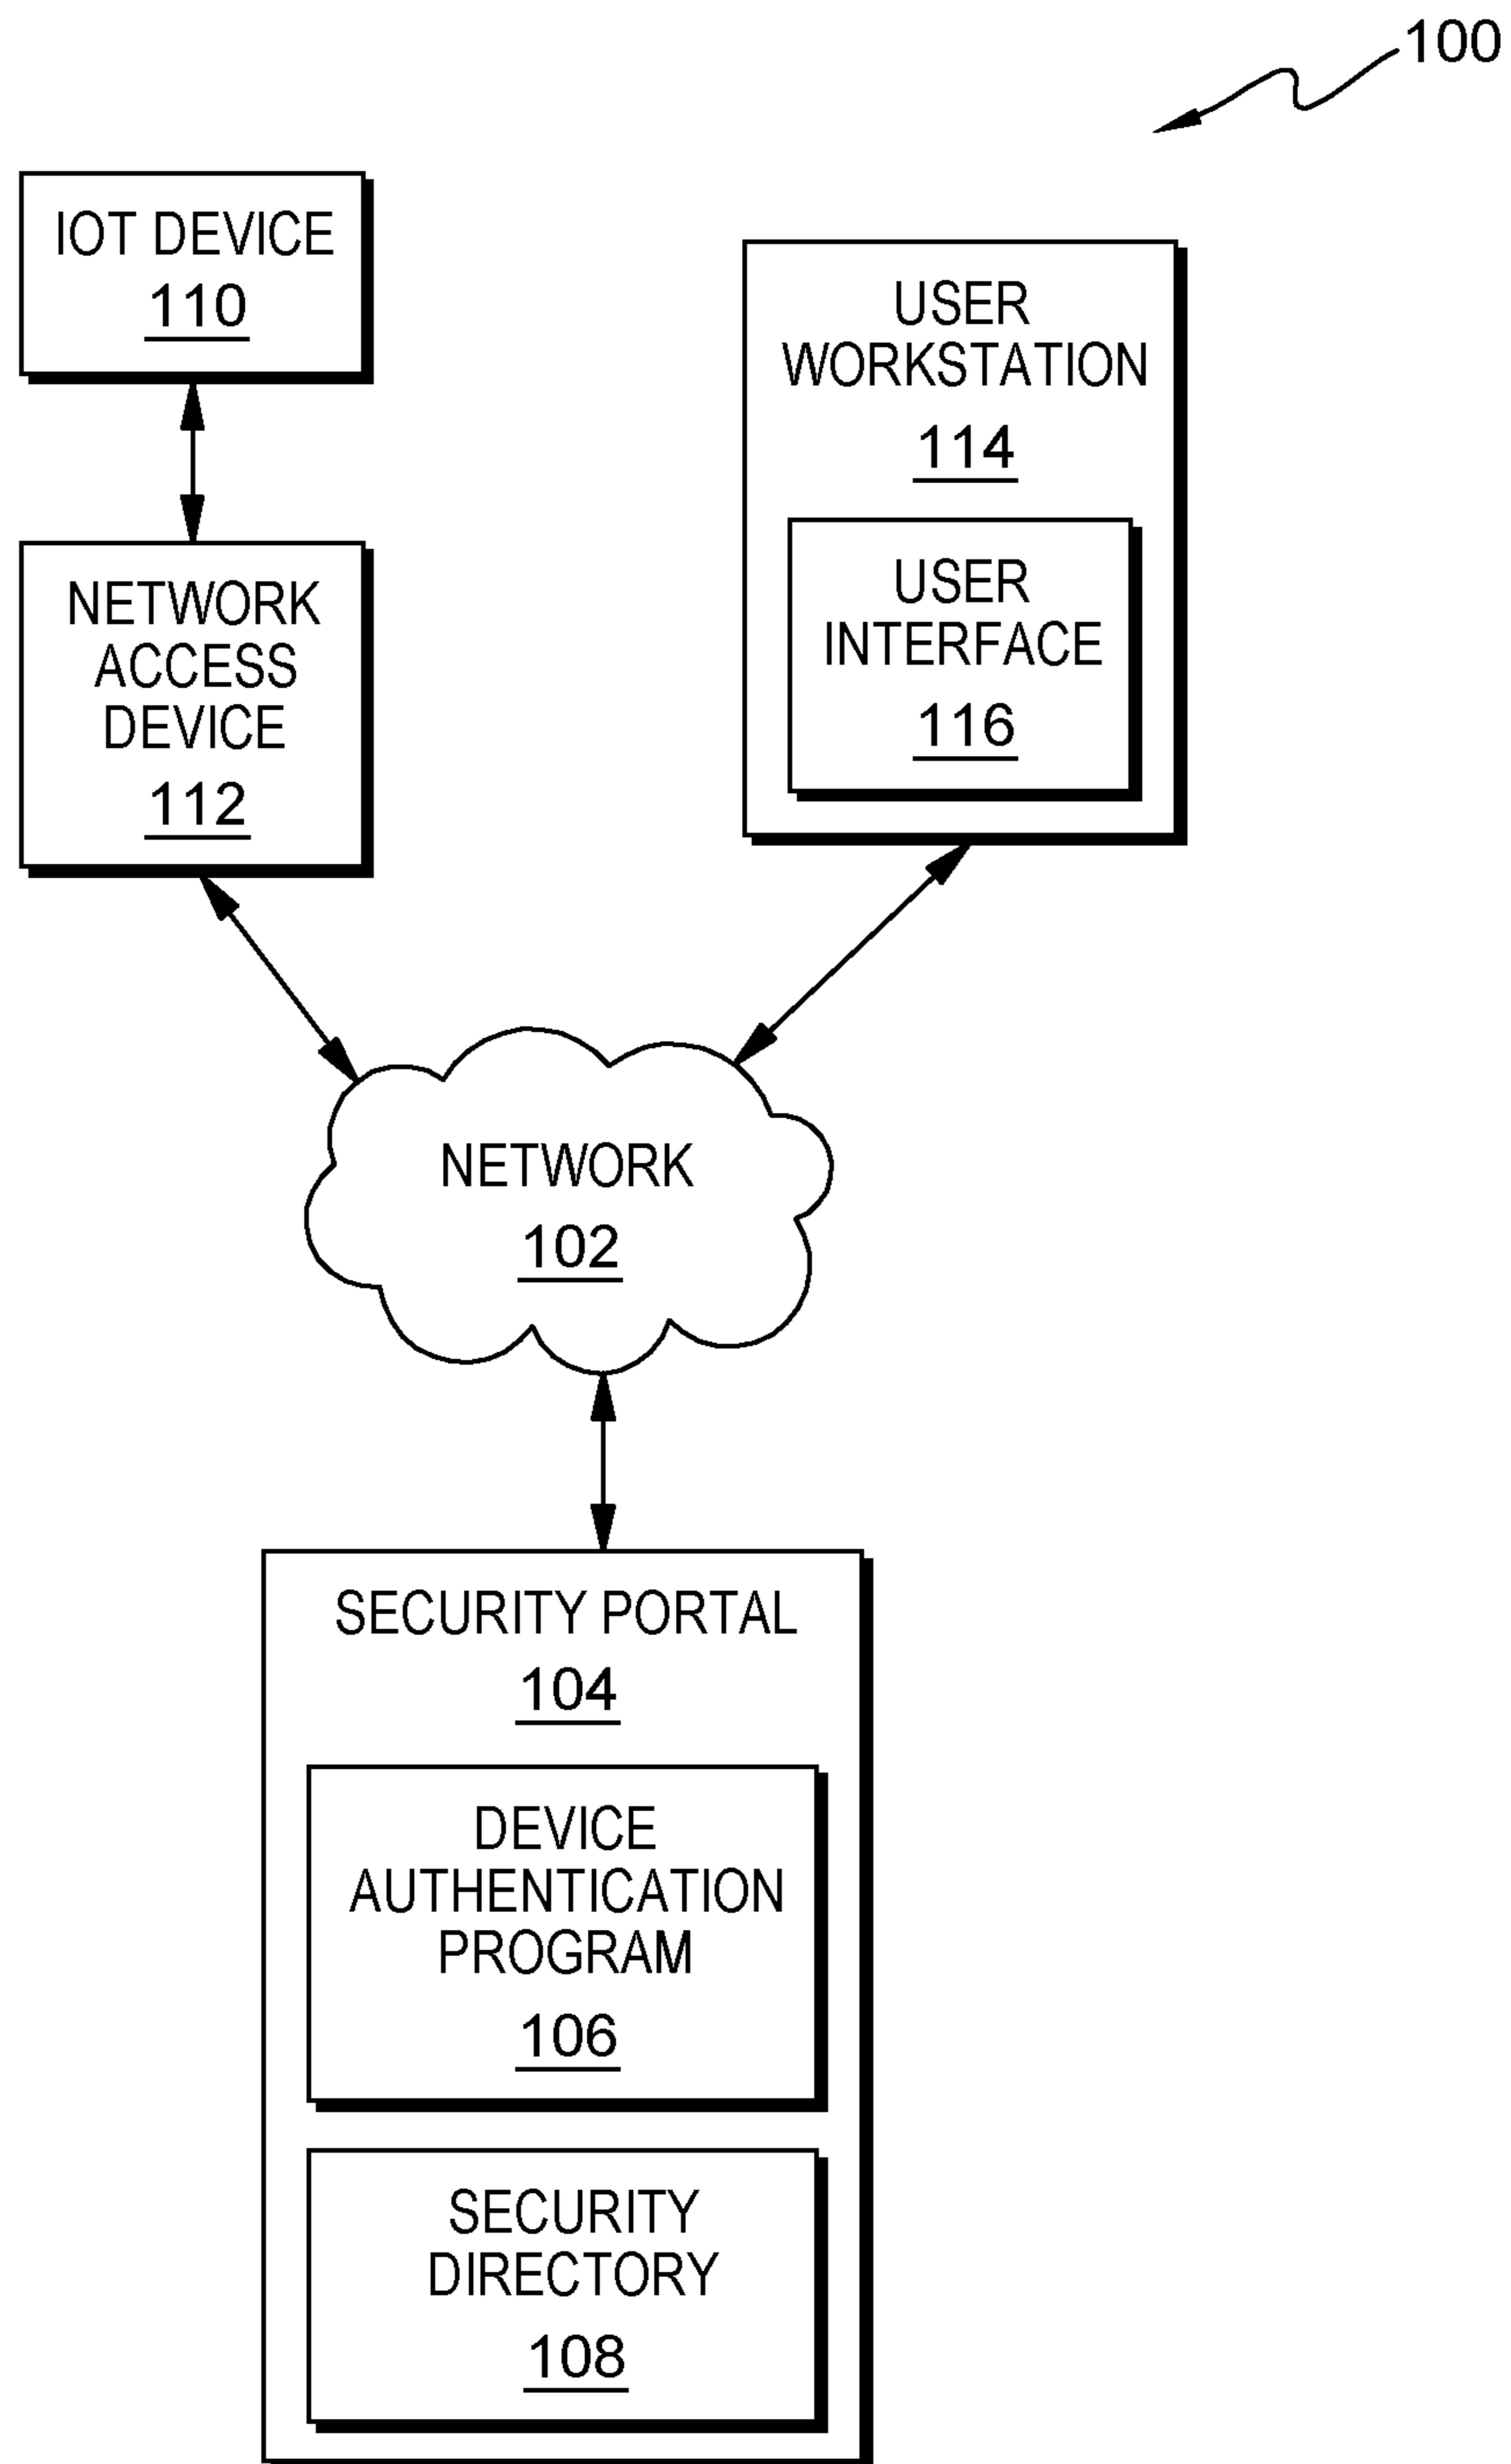 100
IOT DEVICE
110
USER
WORKSTATION
114
USER
INTERFACE
116
NETWORK
ACCESS
DEVICE
112
NETWORK
102
SECURITY PORTAL
104
DEVICE
AUTHENTICATION
PROGRAM
106
SECURITY
DIRECTORY
108